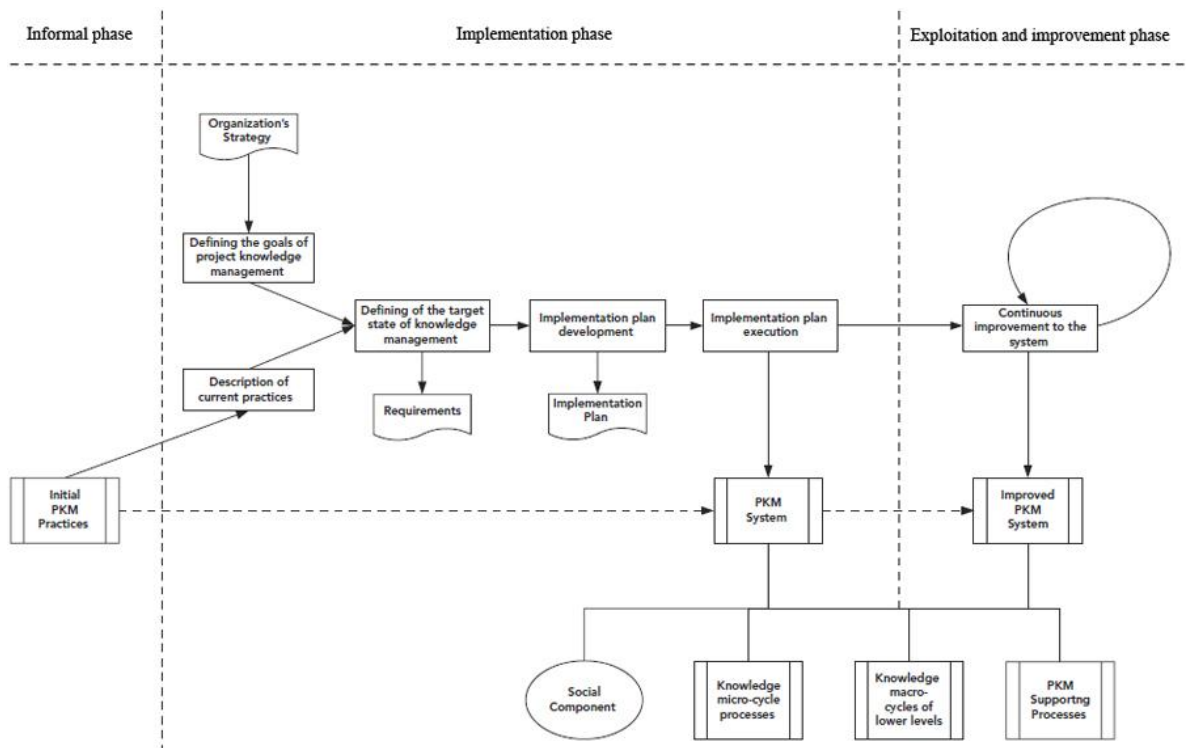 Informal phase
Implementation phase
Exploitation and improvement phase
Organization's
Strategy
Defining the goals of
project knowledge
management
Defining of the target
state of knowledge
management
Implementation plan
development
Implementation plan
execution
Continuous
improvement to the
system
Description of
current practices
Requirements
Implementation
Plan
Initial
PKM
Practices
PKM
System
Improved
PKM
System
Social
Component
Knowledge
micro-cycle
processes
Knowledge
macro-
cycles of
lower levels
PKM
Supportng
Processes